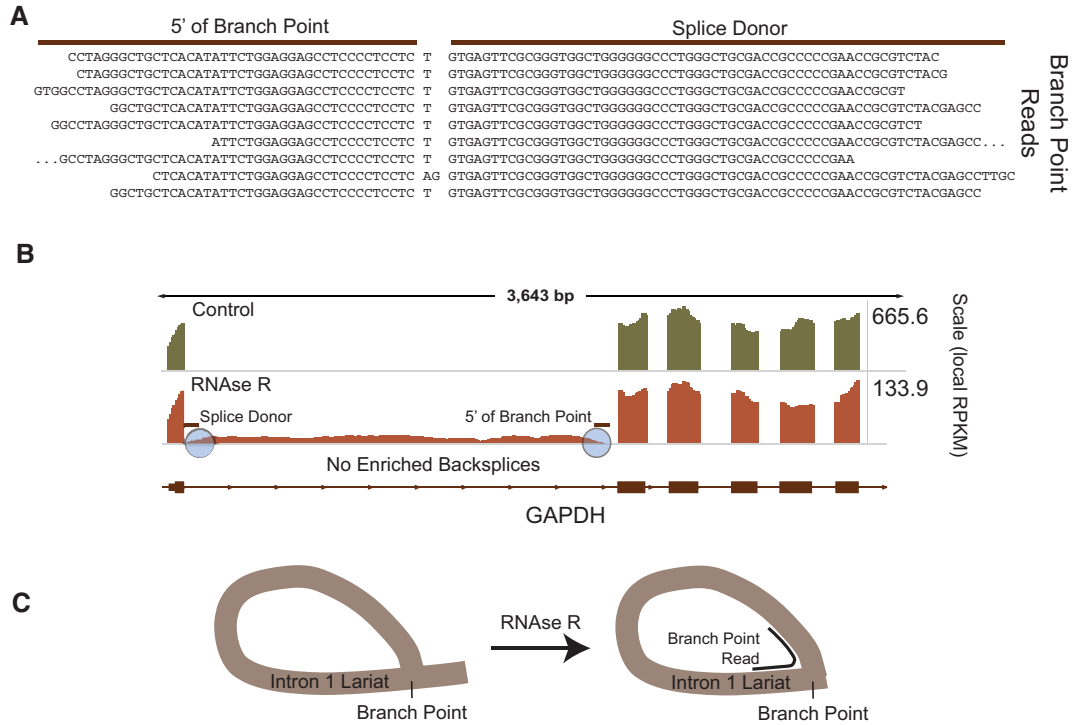 A
5' of Branch Point
Splice Donor
CCTAGGGCTGCTCACATATTCTGGAGGAGCCTCCCCTCCTC T GTGAGTTCGCGGGTGGCTGGGGGGCCCTGGGCTGCGACCGCCCCCGAACCGCGTCTAC
CTAGGGCTGCTCACATATTCTGGAGGAGCCTCCCCTCCTC T GTGAGTTCGCGGGTGGCTGGGGGGCCCTGGGCTGCGACCGCCCCCGAACCGCGTCTACG
GTGGCCTAGGGCTGCTCACATATTCTGGAGGAGCCTCCCCTCCTC T GTGAGTTCGCGGGTGGCTGGGGGGCCCTGGGCTGCGACCGCCCCCGAACCGCGT
GGCTGCTCACATATTCTGGAGGAGCCTCCCCTCCTC T GTGAGTTCGCGGGTGGCTGGGGGGCCCTGGGCTGCGACCGCCCCCGAACCGCGTCTACGAGCC
GGCCTAGGGCTGCTCACATATTCTGGAGGAGCCTCCCCTCCTC T GTGAGTTCGCGGGTGGCTGGGGGGCCCTGGGCTGCGACCGCCCCCGAACCGCGTCT
ATTCTGGAGGAGCCTCCCCTCCTC T GTGAGTTCGCGGGTGGCTGGGGGGCCCTGGGCTGCGACCGCCCCCGAACCGCGTCTACGAGCC...
...GCCTAGGGCTGCTCACATATTCTGGAGGAGCCTCCCCTCCTC T GTGAGTTCGCGGGTGGCTGGGGGGCCCTGGGCTGCGACCGCCCCCGAA
CTCACATATTCTGGAGGAGCCTCCCCTCCTC AG GTGAGTTCGCGGGTGGCTGGGGGGCCCTGGGCTGCGACCGCCCCCGAACCGCGTCTACGAGCCTTGC
GGCTGCTCACATATTCTGGAGGAGCCTCCCCTCCTC T GTGAGTTCGCGGGTGGCTGGGGGGCCCTGGGCTGCGACCGCCCCCGAACCGCGTCTACGAGCC
Branch Point
Reads
B
3,643 bp
Control
665.6
RNAse R
133.9
Splice Donor
5' of Branch Point
No Enriched Backsplices
Scale (local RPKM)
GAPDH
C
RNAse R
Intron 1 Lariat
Branch Point
Branch Point
Read
Intron 1 Lariat
Branch Point